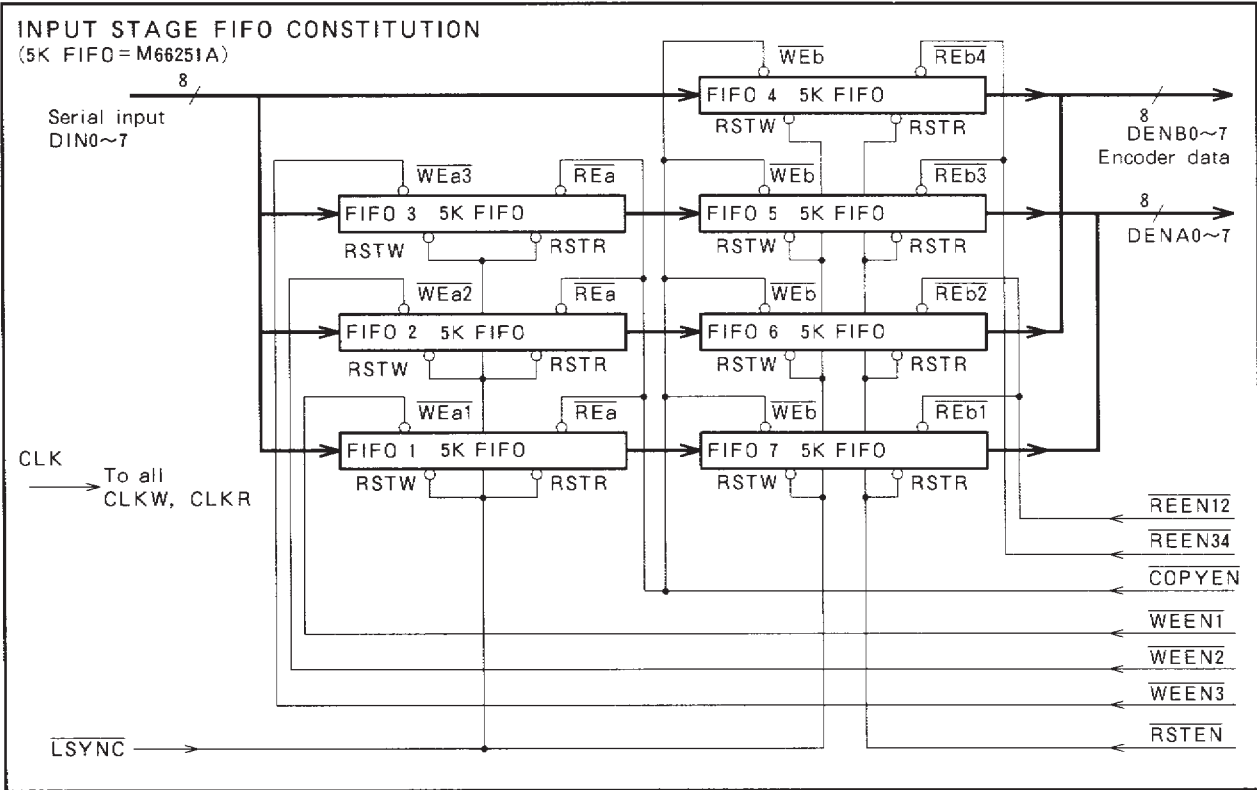 INPUT STAGE FIFO CONSTITUTION
(5K FIFO=M66251A)
8
Serial input
DIN0~7
WEb
REb4
FIFO 4 5K FIFO
RSTW
RSTR
8
DENB0~7
Encoder data
WEa3
REa
FIFO 3 5K FIFO
RSTW
RSTR
WEb
REb3
FIFO 5 5K FIFO
RSTW
RSTR
8
DENA0~7
WEa2
REa
FIFO 2 5K FIFO
RSTW
RSTR
WEb
REb2
FIFO 6 5K FIFO
RSTW
RSTR
WEa1
REa
FIFO 1 5K FIFO
RSTW
RSTR
WEb
REb1
FIFO 7 5K FIFO
RSTW
RSTR
CLK
To all
CLKW, CLKR
REEN12
REEN34
COPYEN
WEEN1
WEEN2
WEEN3
LSYNC
RSTEN